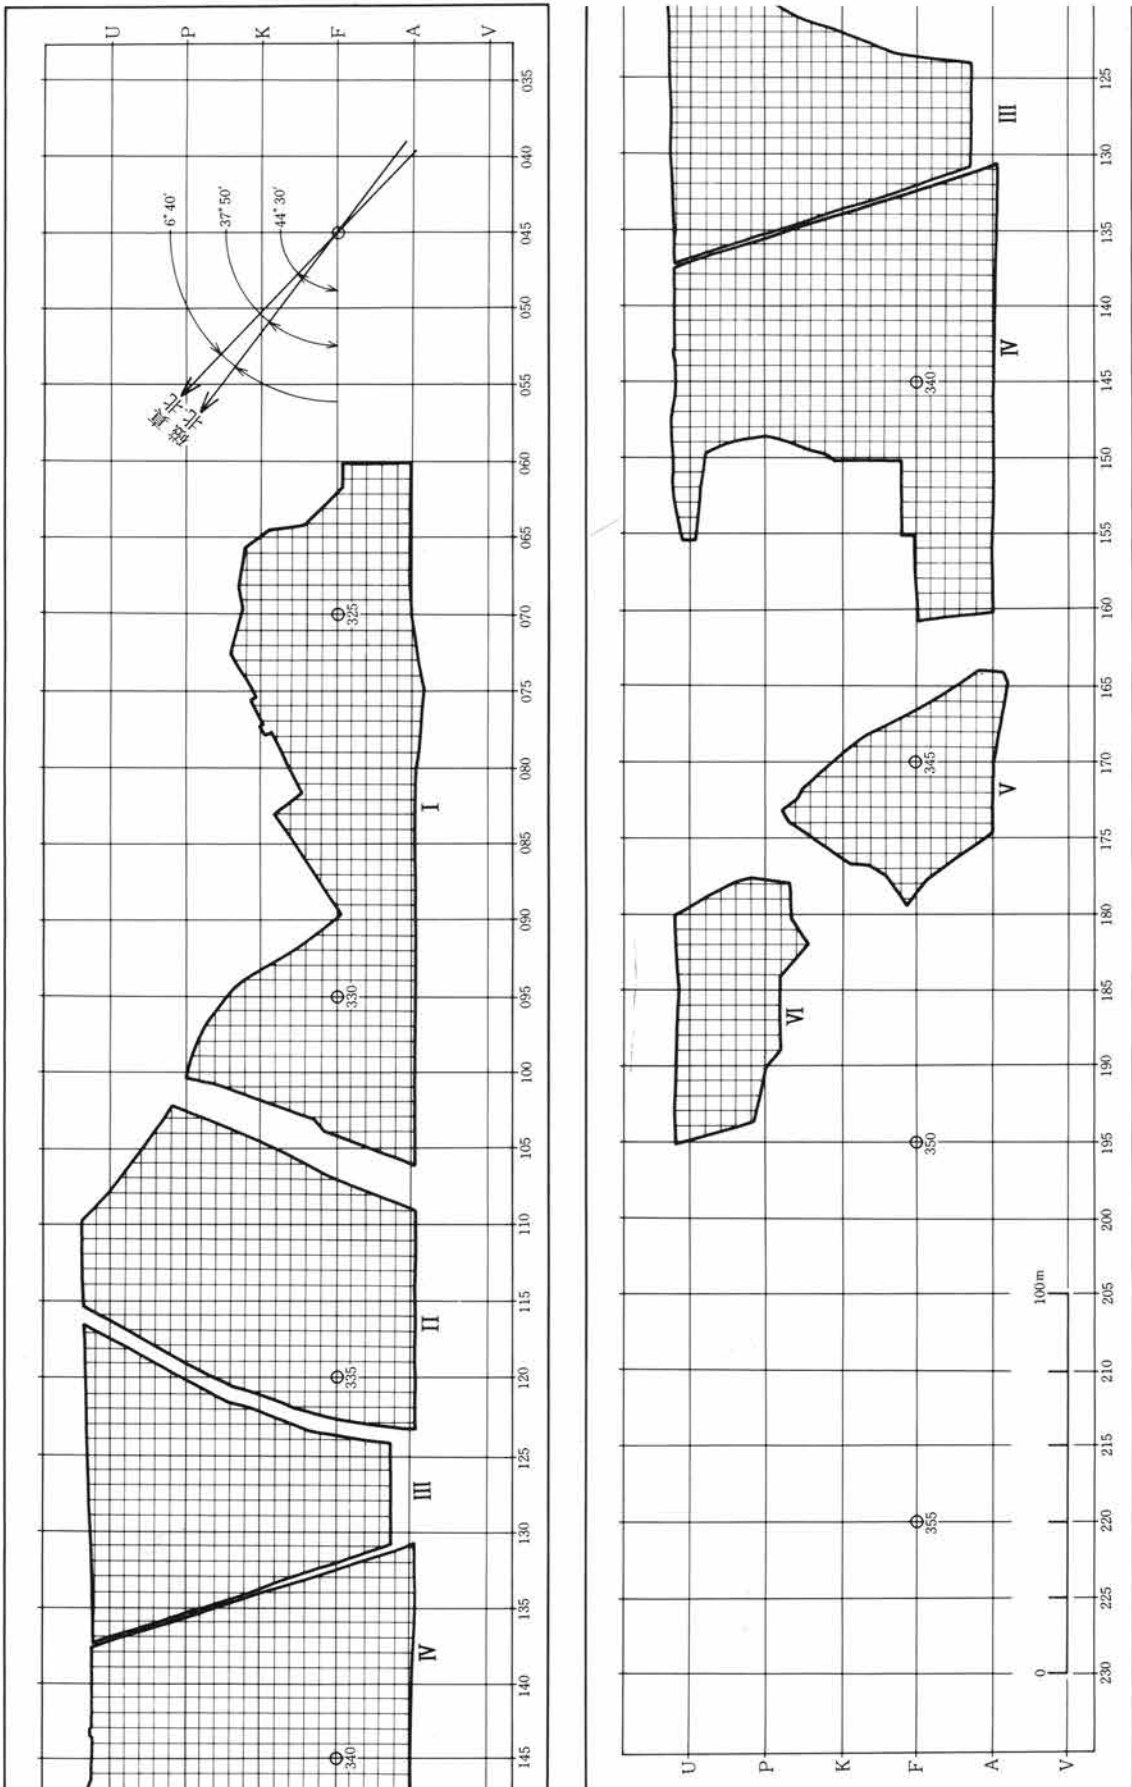 U
P
K
F
A
V
035
040
045
050
055
060
065
070
075
080
085
090
095
100
105
110
115
120
125
130
135
140
145
6°40′
37°50′
44°30′
磁北
真北
325
330
335
340
I
II
III
IV
125
130
135
140
145
150
155
160
165
170
175
180
185
190
195
200
205
210
215
220
225
230
III
IV
V
VI
340
345
350
355
100m
0
U
P
K
F
A
V